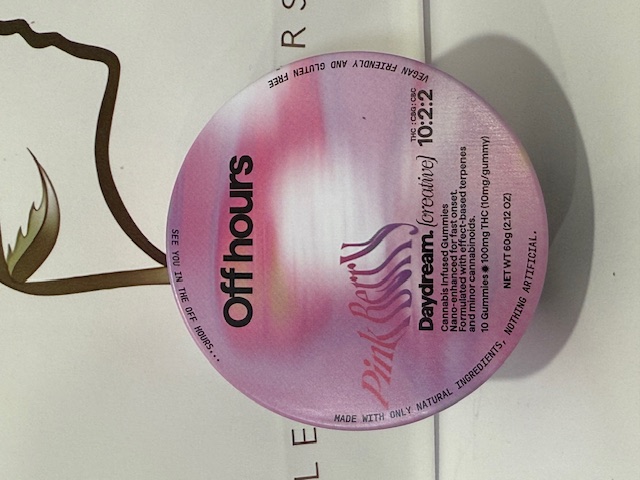 VEGAN FRIENDLY AND GLUTEN FREE
SEE YOU IN THE OFF HOURS...
Off hours
Pink Berry
Daydream. [creative]
THC : CBG : CBC
10:2:2
Cannabis Infused Gummies
Nano-enhanced for fast onset.
Formulated with effect-based terpenes
and minor cannabinoids.
10 Gummies 100mg THC (10mg/gummy)
NET WT 60g (2.12 OZ)
MADE WITH ONLY NATURAL INGREDIENTS, NOTHING ARTIFICIAL.
L E
R S